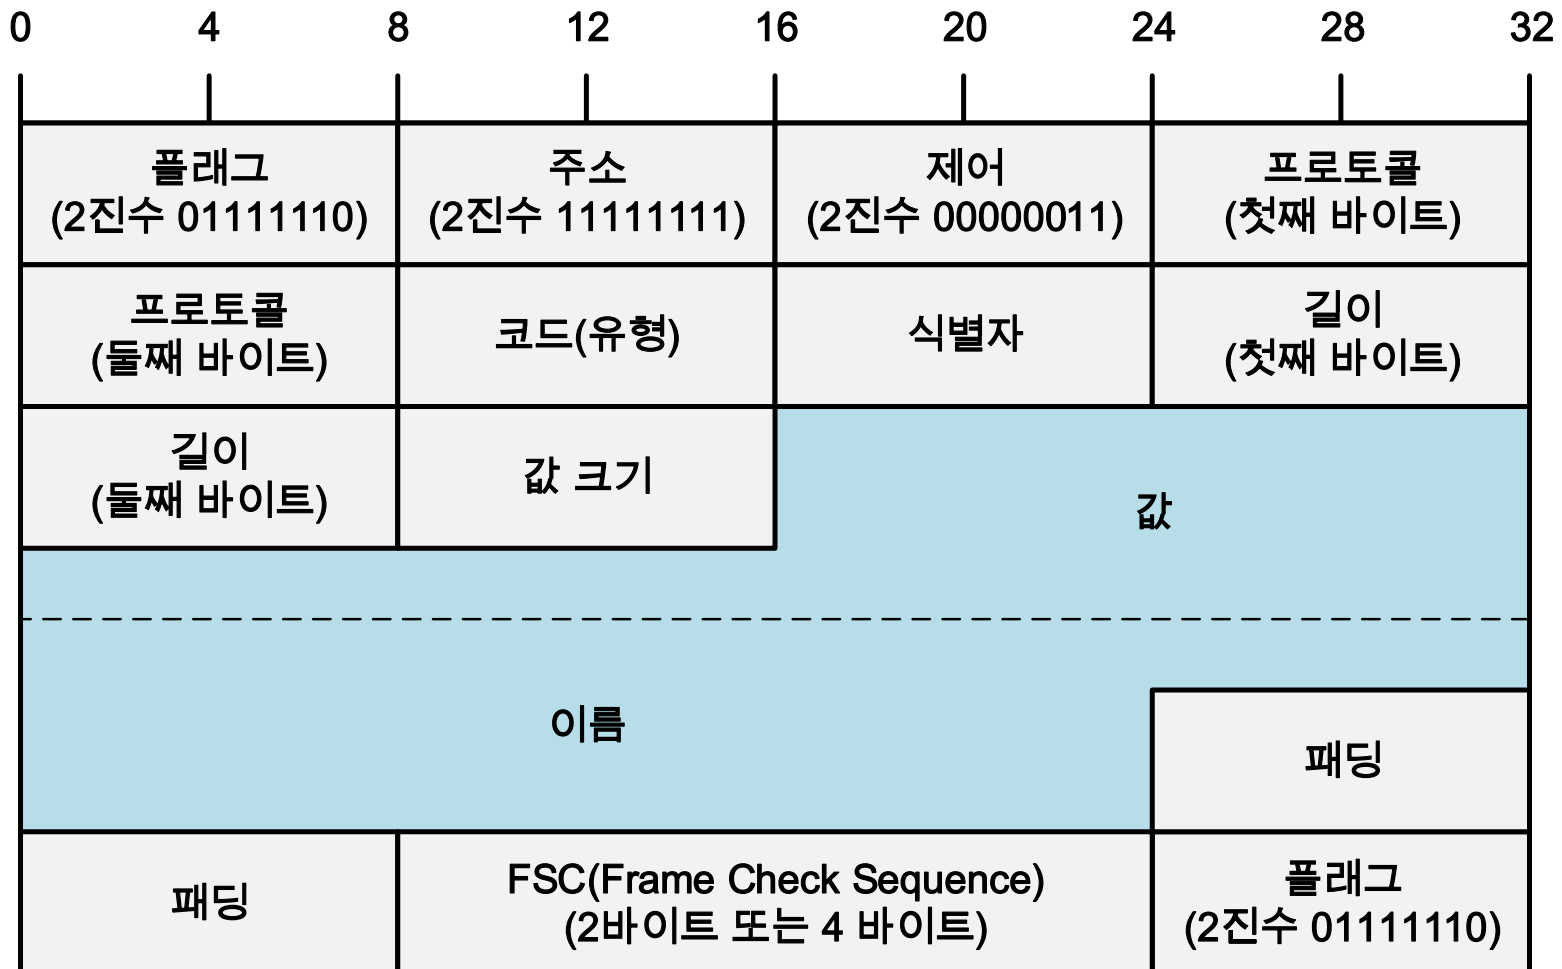 0 4 8 12 16 20 24 28 32
플래그
(2진수 01111110)
주소
(2진수 11111111)
제어
(2진수 00000011)
프로토콜
(첫째 바이트)
프로토콜
(둘째 바이트)
코드(유형)
식별자
길이
(첫째 바이트)
길이
(둘째 바이트)
값 크기
값
이름
패딩
패딩
FSC(Frame Check Sequence)
(2바이트 또는 4 바이트)
플래그
(2진수 01111110)